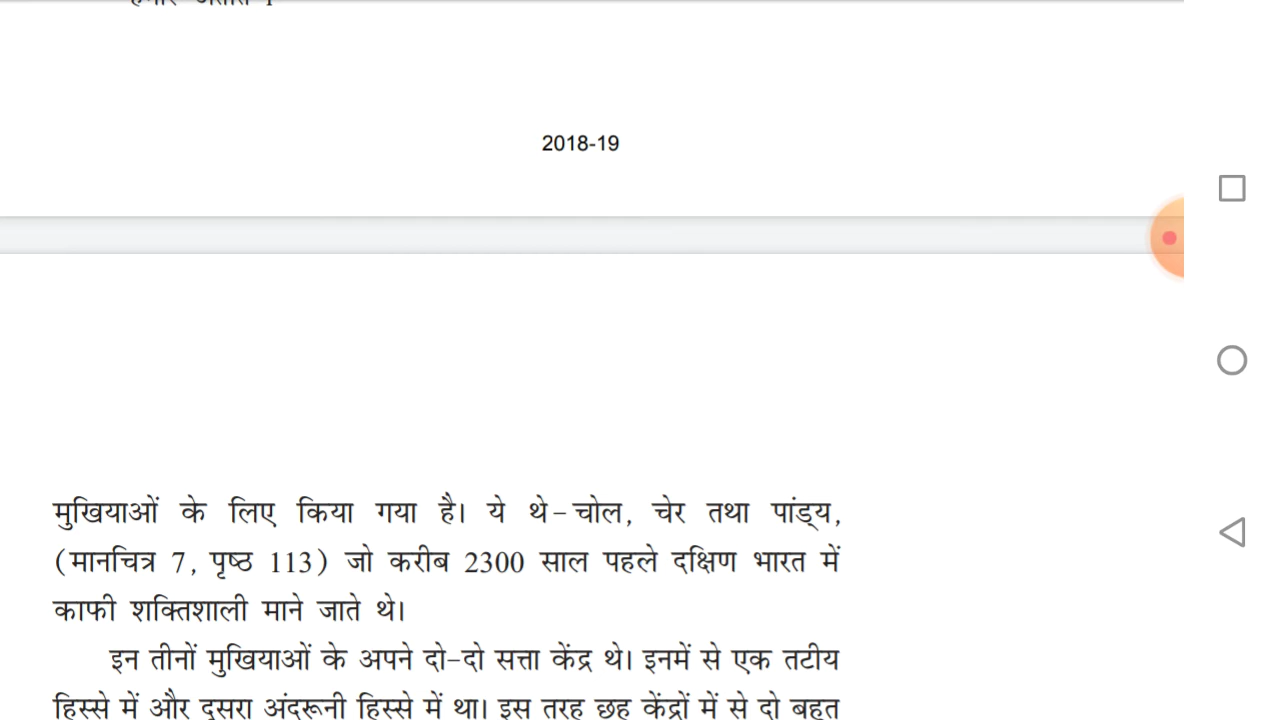 2018-19
मुखियाओं के लिए किया गया है। ये थे-चोल, चेर तथा पांड्य,
(मानचित्र 7, पृष्ठ 113) जो करीब 2300 साल पहले दक्षिण भारत में
काफी शक्तिशाली माने जाते थे।
इन तीनों मुखियाओं के अपने दो-दो सत्ता केंद्र थे। इनमें से एक तटीय
हिस्से में और दूसरा अंदरूनी हिस्से में था। इस तरह छह केंद्रों में से दो बहुत